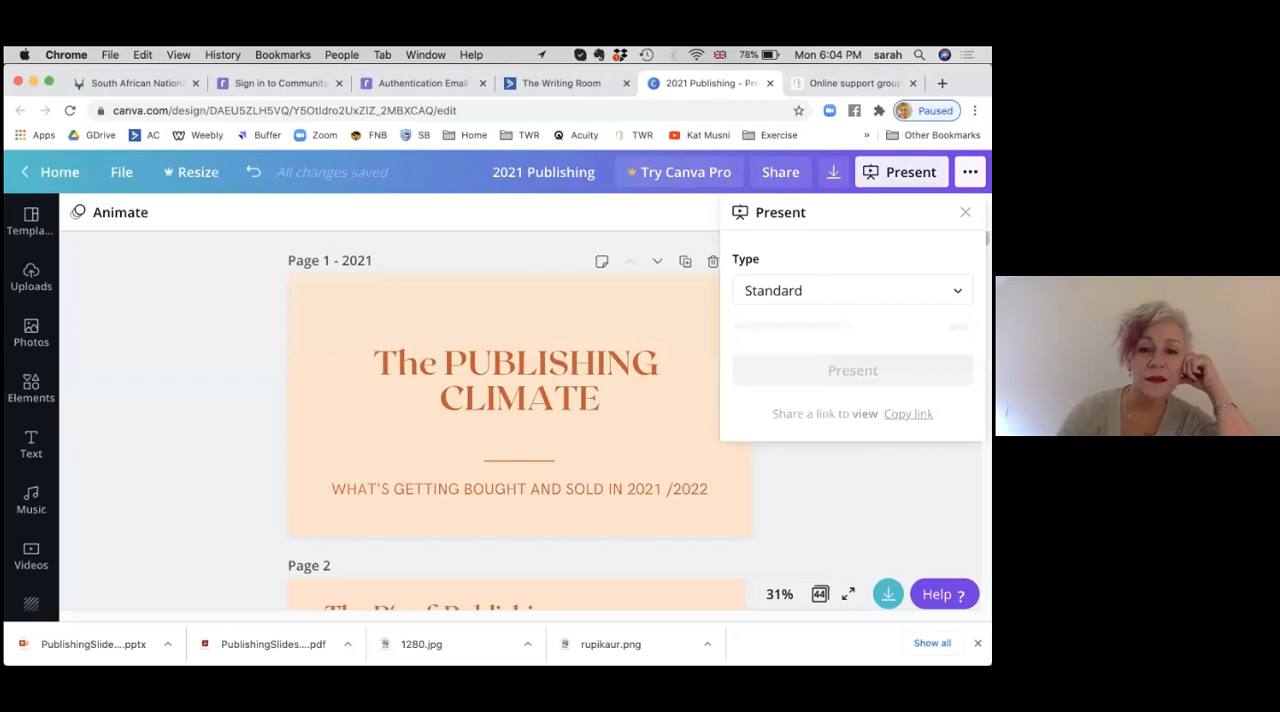 Chrome File Edit View History Bookmarks People Tab Window Help 78% Mon 6:04 PM sarah
South African Nation Sign in to Community Authentication Email The Writing Room 2021 Publishing - Pre Online support group
canva.com/design/DAEU5ZLH5VQ/Y5OtIdro2UxZIZ_2MBXCAQ/edit Paused
Apps GDrive AC Weebly Buffer Zoom FNB SB Home TWR Acuity TWR Kat Musni Exercise » Other Bookmarks
Home File Resize All changes saved 2021 Publishing Try Canva Pro Share Present
Templa...
Uploads
Photos
Elements
Text
Music
Videos
Animate
Page 1 - 2021
The PUBLISHING
CLIMATE
WHAT'S GETTING BOUGHT AND SOLD IN 2021 /2022
Page 2
Present
Type
Standard
Present
Share a link to view Copy link
31% 44 Help ?
PublishingSlide....pptx PublishingSlides....pdf 1280.jpg rupikaur.png Show all